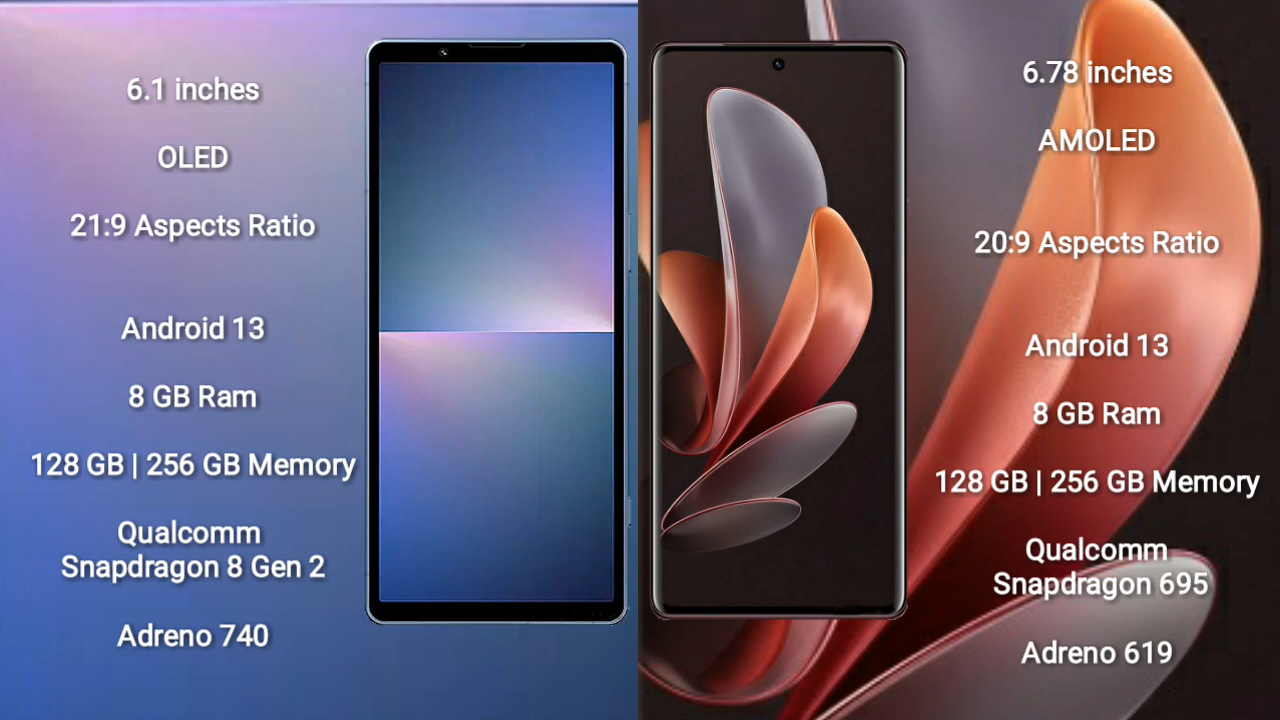 6.1 inches
OLED
21:9 Aspects Ratio
Android 13
8 GB Ram
128 GB | 256 GB Memory
Qualcomm
Snapdragon 8 Gen 2
Adreno 740
6.78 inches
AMOLED
20:9 Aspects Ratio
Android 13
8 GB Ram
128 GB | 256 GB Memory
Qualcomm
Snapdragon 695
Adreno 619